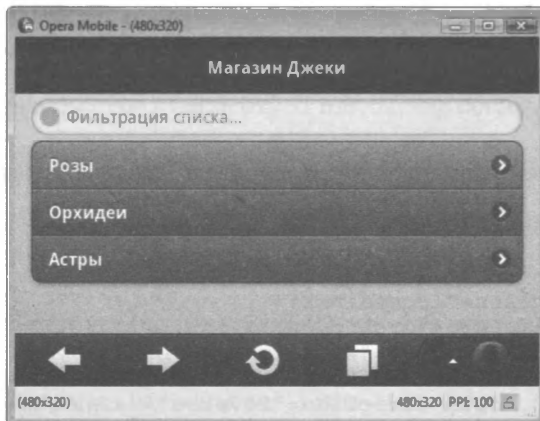 Opera Mobile - (480x320)
Магазин Джеки
Фильтрация списка...
Розы
Орхидеи
Астры
(480x320)
480x320 PPI: 100